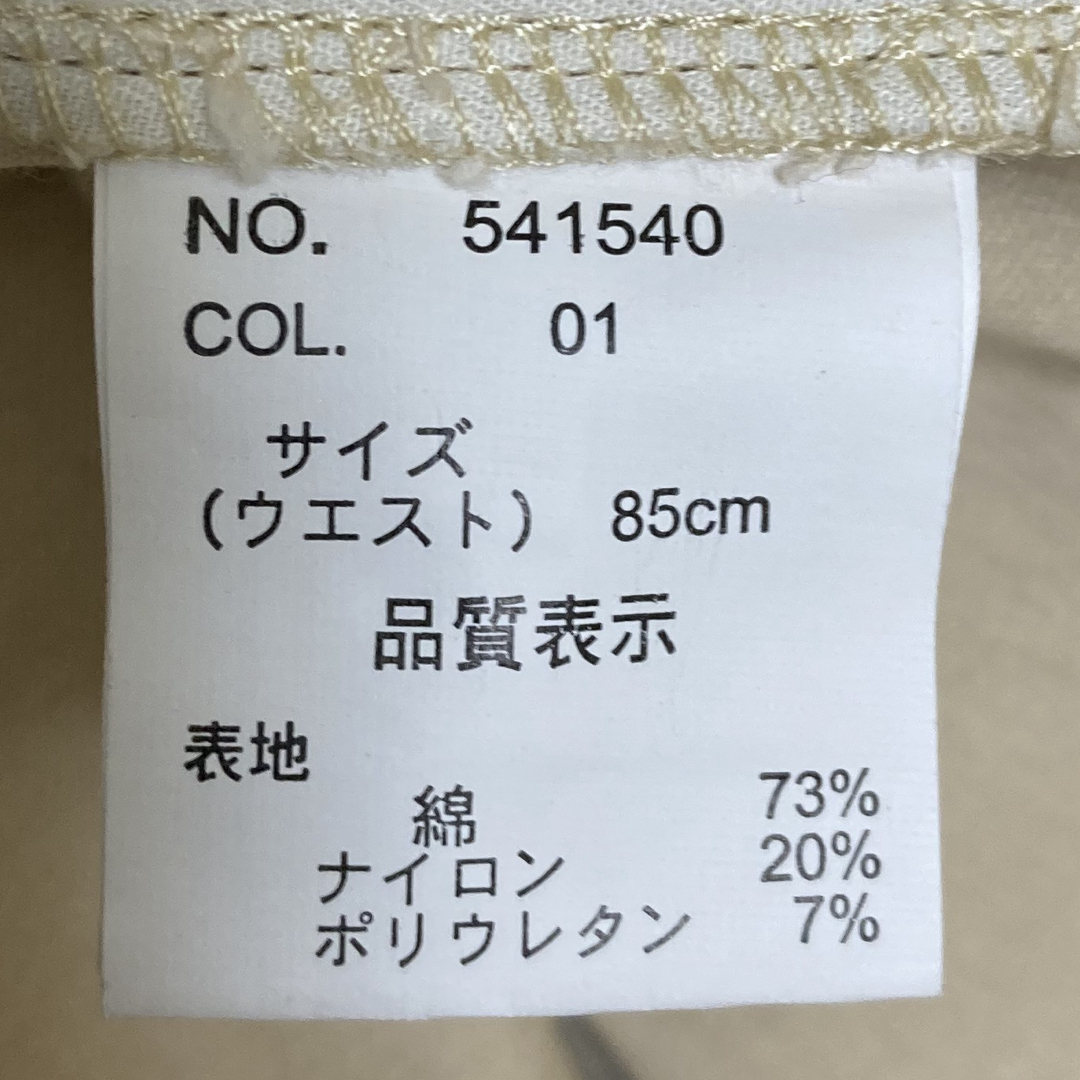 NO. 541540
COL. 01
サイズ
(ウエスト) 85cm
品質表示
表地
綿 73%
ナイロン 20%
ポリウレタン 7%